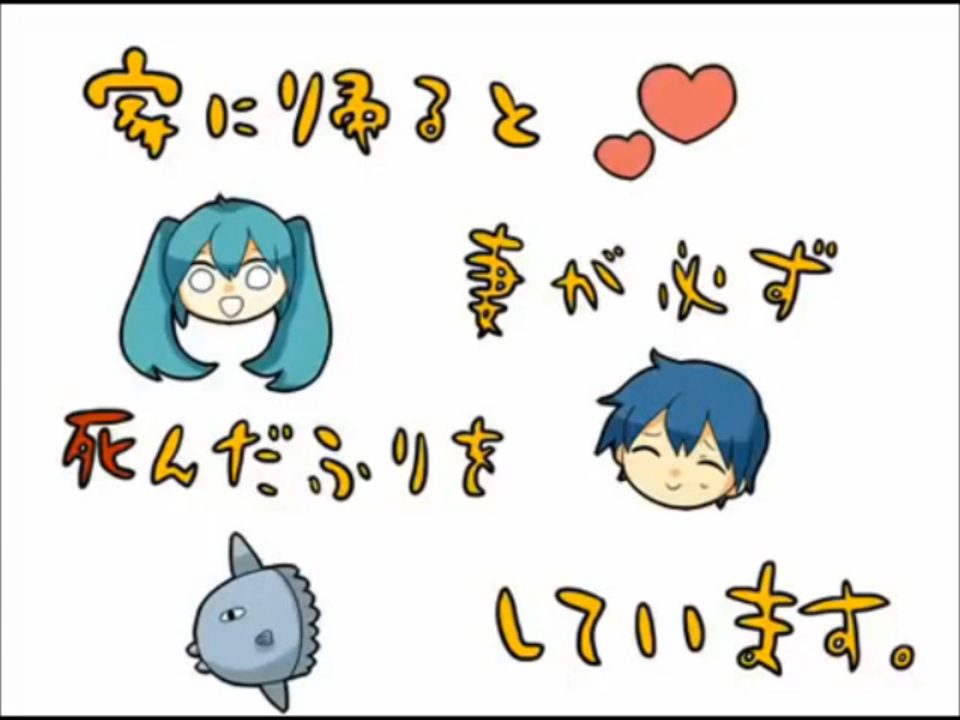 家に帰ると
妻が必ず
死んだふりを
しています。